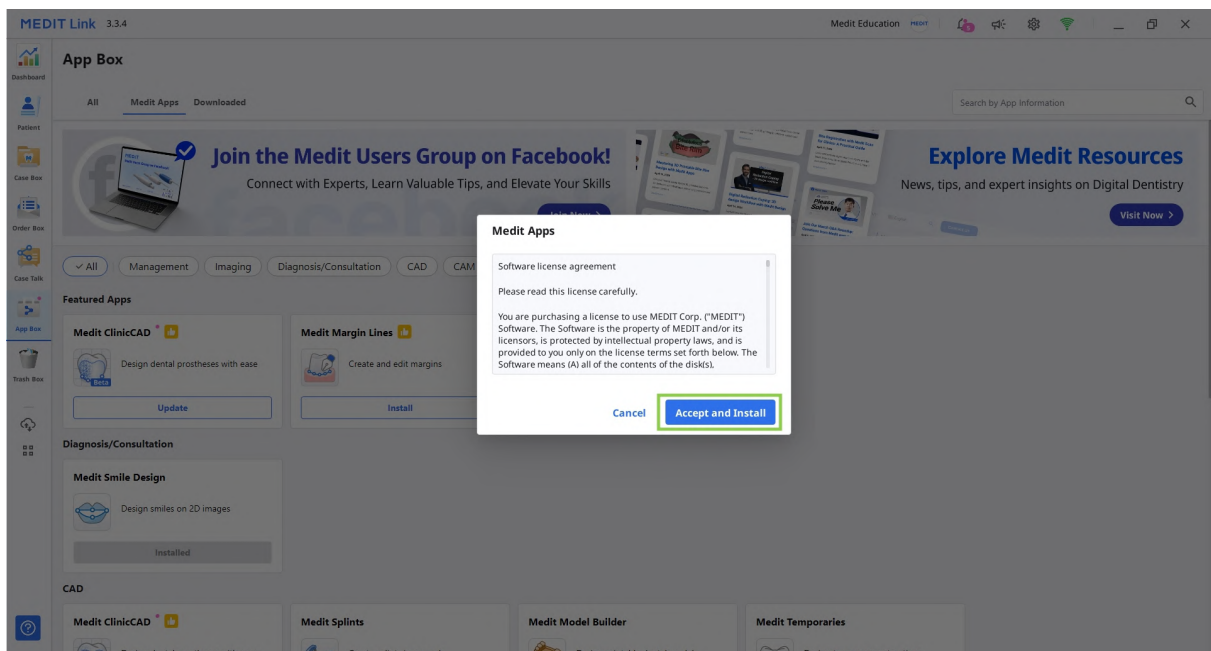 MEDIT Link 3.3.4
Medit Education MEDIT
Dashboard
Patient
Case Box
Order Box
Case Talk
App Box
Trash Box
App Box
All Medit Apps Downloaded
Search by App Information
Join the Medit Users Group on Facebook!
Connect with Experts, Learn Valuable Tips, and Elevate Your Skills
Join Now >
Explore Medit Resources
News, tips, and expert insights on Digital Dentistry
Visit Now >
All Management Imaging Diagnosis/Consultation CAD CAM
Featured Apps
Medit ClinicCAD
Design dental prostheses with ease
Beta
Update
Medit Margin Lines
Create and edit margins
Install
Medit Apps
Software license agreement
Please read this license carefully.
You are purchasing a license to use MEDIT Corp. ("MEDIT")
Software. The Software is the property of MEDIT and/or its
licensors, is protected by intellectual property laws, and is
provided to you only on the license terms set forth below. The
Software means (A) all of the contents of the disk(s),
Cancel Accept and Install
Diagnosis/Consultation
Medit Smile Design
Design smiles on 2D images
Installed
CAD
Medit ClinicCAD
Medit Splints
Medit Model Builder
Medit Temporaries